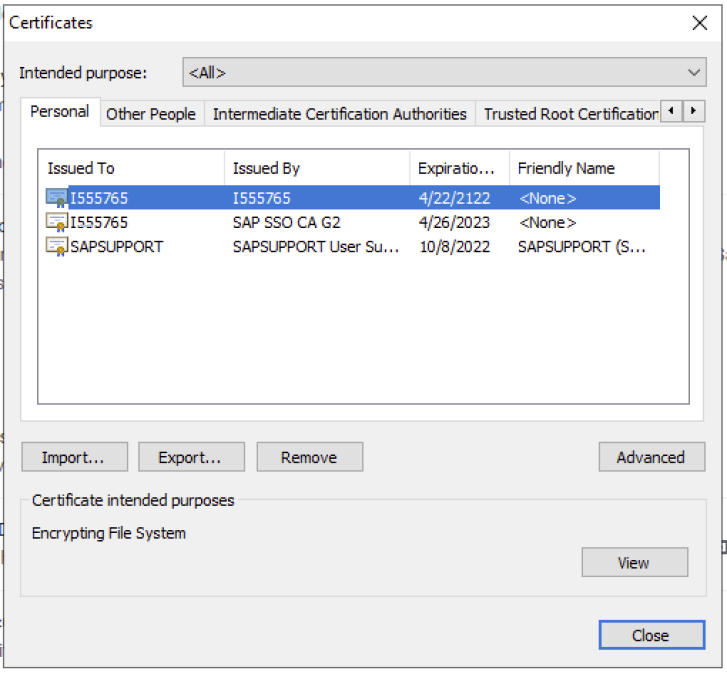 Certificates
Intended purpose: <All>
Personal Other People Intermediate Certification Authorities Trusted Root Certification
Issued To Issued By Expiratio... Friendly Name
I555765 I555765 4/22/2122 <None>
I555765 SAP SSO CA G2 4/26/2023 <None>
SAPSUPPORT SAPSUPPORT User Su... 10/8/2022 SAPSUPPORT (S...
Import... Export... Remove Advanced
Certificate intended purposes
Encrypting File System
View
Close